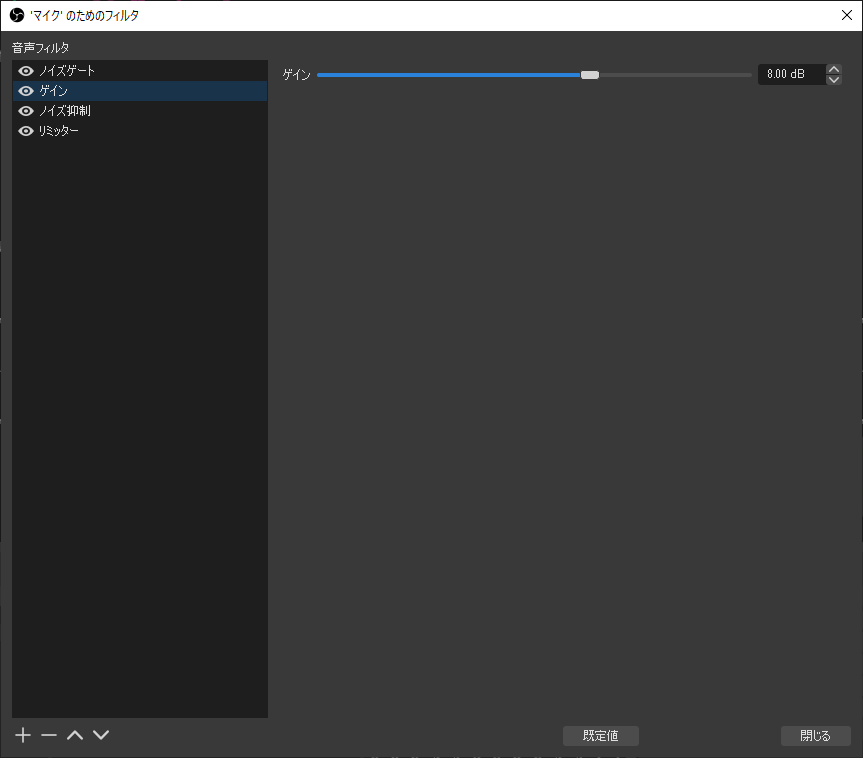 'マイク' のためのフィルタ
音声フィルタ
ノイズゲート
ゲイン
ノイズ抑制
リミッター
ゲイン
8.00 dB
既定値
閉じる